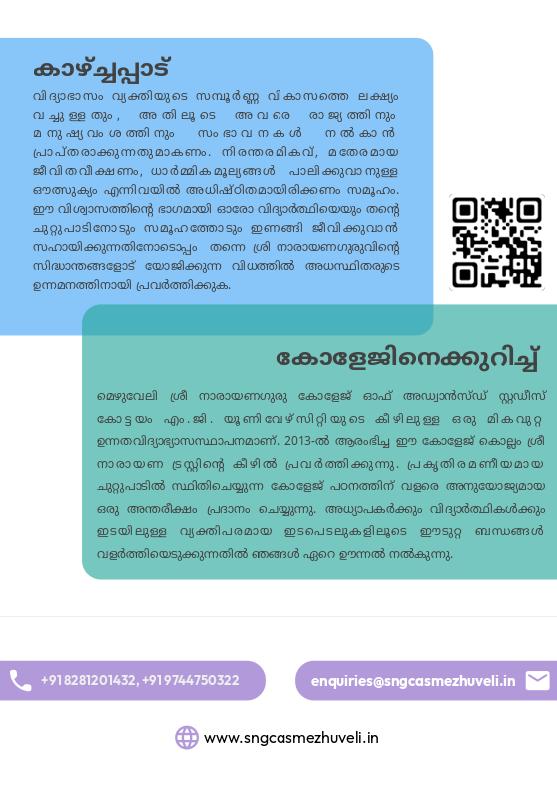 കാഴ്ച്ചപ്പാട്
വിദ്യാഭാസം വ്യക്തിയുടെ സമ്പൂർണ്ണ വികാസത്തെ ലക്ഷ്യം
വച്ചുള്ളതും, അതിലൂടെ അവരെ രാജ്യത്തിനും
മനുഷ്യവംശത്തിനും സംഭാവനകൾ നൽകാൻ
പ്രാപ്തരാക്കുന്നതുമാകണം. നിരന്തരമികവ്, മതേരമായ
ജീവിതവീക്ഷണം, ധാർമ്മികമൂല്യങ്ങൾ പാലിക്കുവാനുള്ള
ഔത്സുക്യം എന്നിവയിൽ അധിഷ്ഠിതമായിരിക്കണം സമൂഹം.
ഈ വിശ്വാസത്തിന്റെ ഭാഗമായി ഓരോ വിദ്യാർത്ഥിയെയും തന്റെ
ചുറ്റുപാടിനോടും സമൂഹത്തോടും ഇണങ്ങി ജീവിക്കുവാൻ
സഹായിക്കുന്നതിനോടൊപ്പം തന്നെ ശ്രീ നാരായണഗുരുവിന്റെ
സിദ്ധാന്തങ്ങളോട് യോജിക്കുന്ന വിധത്തിൽ അധസ്ഥിതരുടെ
ഉന്നമനത്തിനായി പ്രവർത്തിക്കുക.
കോളേജിനെക്കുറിച്ച്
മെഴുവേലി ശ്രീ നാരായണഗുരു കോളേജ് ഓഫ് അഡ്വാൻസ്ഡ് സ്റ്റഡീസ്
കോട്ടയം എം.ജി. യൂണിവേഴ്സിറ്റിയുടെ കീഴിലുള്ള ഒരു മികവുറ്റ
ഉന്നതവിദ്യാഭ്യാസസ്ഥാപനമാണ്. 2013-ൽ ആരംഭിച്ച ഈ കോളേജ് കൊല്ലം ശ്രീ
നാരായണ ട്രസ്റ്റിന്റെ കീഴിൽ പ്രവർത്തിക്കുന്നു. പ്രകൃതിരമണീയമായ
ചുറ്റുപാടിൽ സ്ഥിതിചെയ്യുന്ന കോളേജ് പഠനത്തിന് വളരെ അനുയോജ്യമായ
ഒരു അന്തരീക്ഷം പ്രദാനം ചെയ്യുന്നു. അധ്യാപകർക്കും വിദ്യാർത്ഥികൾക്കും
ഇടയിലുള്ള വ്യക്തിപരമായ ഇടപെടലുകളിലൂടെ ഈടുറ്റ ബന്ധങ്ങൾ
വളർത്തിയെടുക്കുന്നതിൽ ഞങ്ങൾ ഏറെ ഊന്നൽ നൽകുന്നു.
+918281201432, +919744750322
enquiries@sngcasmezhuveli.in
www.sngcasmezhuveli.in